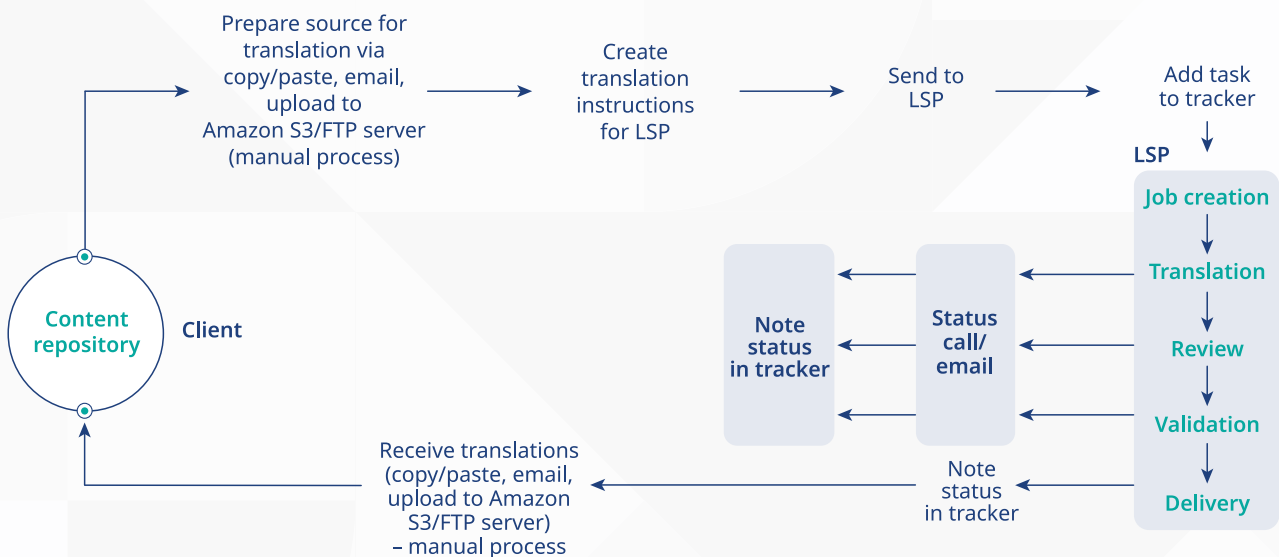 Prepare source for
translation via
copy/paste, email,
upload to
Amazon S3/FTP server
(manual process)
Create
translation
instructions
for LSP
Send to
LSP
Add task
to tracker
LSP
Job creation
Translation
Review
Validation
Delivery
Status
call/
email
Note
status
in tracker
Content
repository
Client
Note
status
in tracker
Receive translations
(copy/paste, email,
upload to Amazon
S3/FTP server)
– manual process